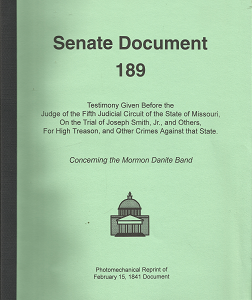 Senate Document
189
Testimony Given Before the
Judge of the Fifth Judicial Circuit of the State of Missouri,
On the Trial of Joseph Smith, Jr., and Others,
For High Treason, and Other Crimes Against that State.
Concerning the Mormon Danite Band
Photomechanical Reprint of
February 15, 1841 Document